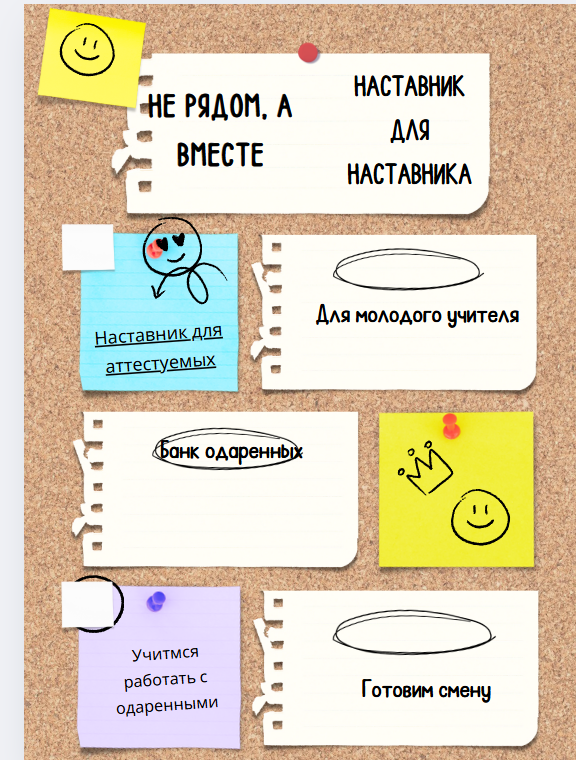 НЕ РЯДОМ, А
ВМЕСТЕ
НАСТАВНИК
ДЛЯ
НАСТАВНИКА
Наставник для
аттестуемых
Для молодого учителя
Банк одаренных
Учитмся
работать с
одаренными
Готовим смену